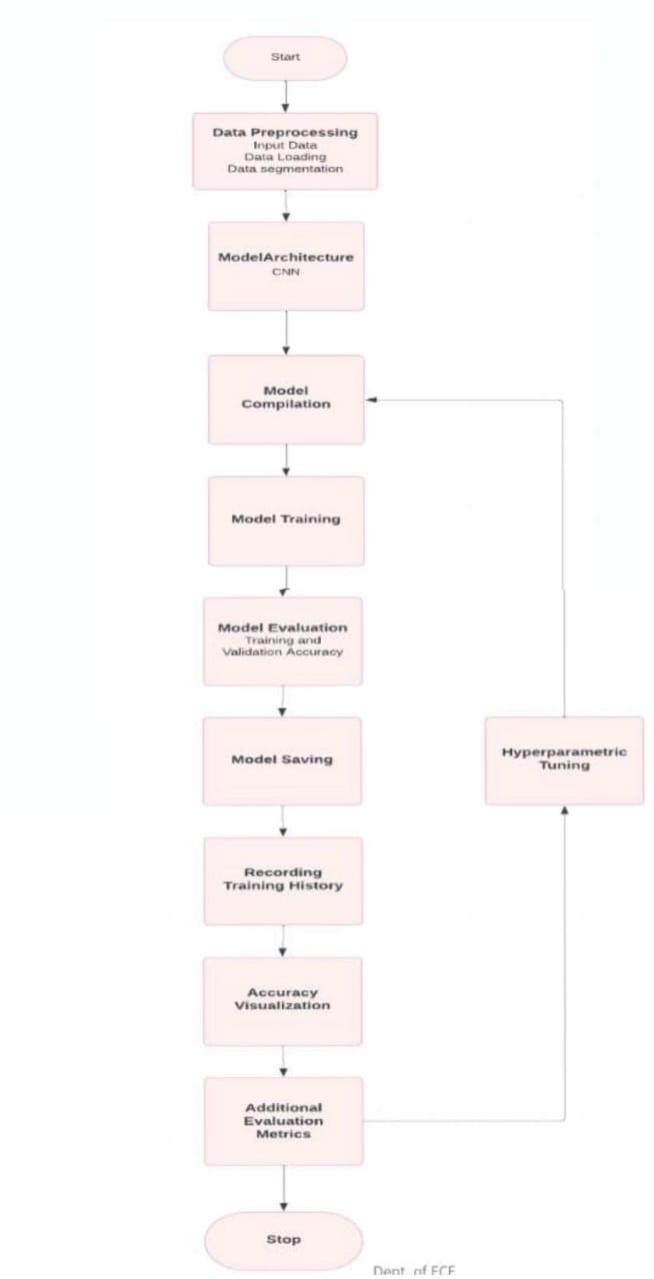 Start
Data Preprocessing
Input Data
Data Loading
Data segmentation
ModelArchitecture
CNN
Model
Compilation
Model Training
Model Evaluation
Training and
Validation Accuracy
Model Saving
Hyperparametric
Tuning
Recording
Training History
Accuracy
Visualization
Additional
Evaluation
Metrics
Stop
Dept. of ECE